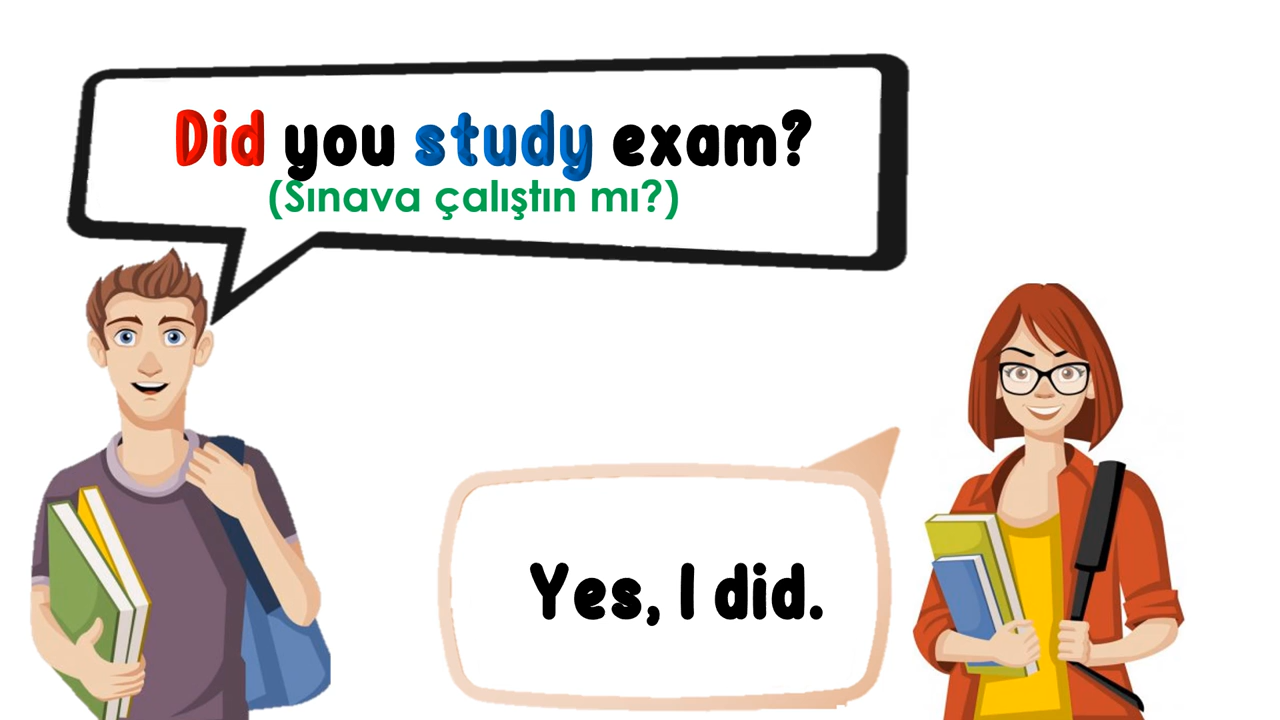 Did you study exam?
(Sınava çalıştın mı?)
Yes, I did.